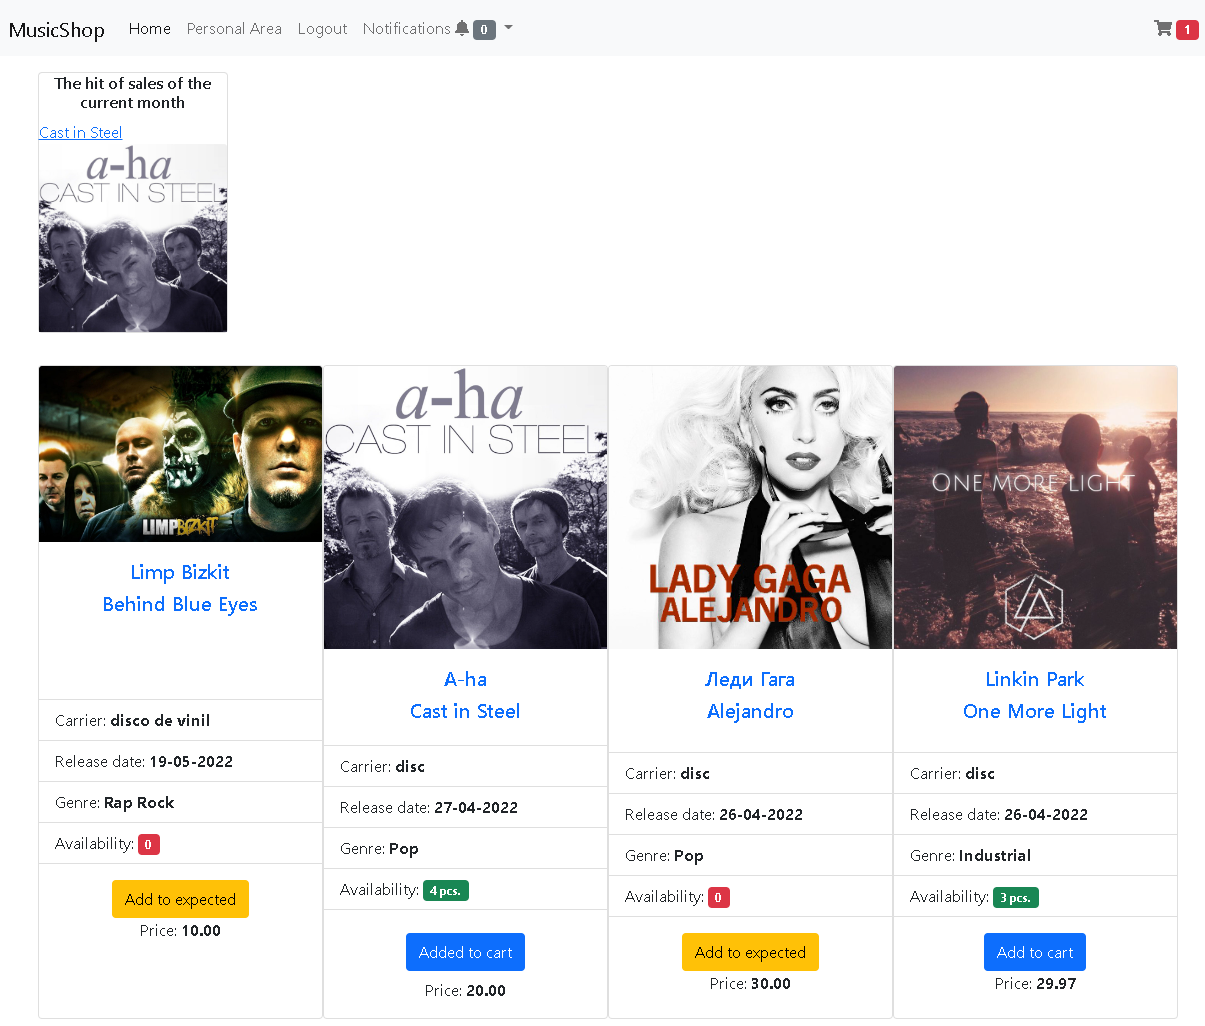 MusicShop Home Personal Area Logout Notifications 0 1
The hit of sales of the
current month
Cast in Steel
a-ha
CAST IN STEEL
LIMPBIZKIT
Limp Bizkit
Behind Blue Eyes
Carrier: disco de vinil
Release date: 19-05-2022
Genre: Rap Rock
Availability: 0
Add to expected
Price: 10.00
a-ha
CAST IN STEEL
A-ha
Cast in Steel
Carrier: disc
Release date: 27-04-2022
Genre: Pop
Availability: 4 pcs.
Added to cart
Price: 20.00
LADY GAGA
ALEJANDRO
Леди Гага
Alejandro
Carrier: disc
Release date: 26-04-2022
Genre: Pop
Availability: 0
Add to expected
Price: 30.00
ONE MORE LIGHT
Linkin Park
One More Light
Carrier: disc
Release date: 26-04-2022
Genre: Industrial
Availability: 3 pcs.
Add to cart
Price: 29.97